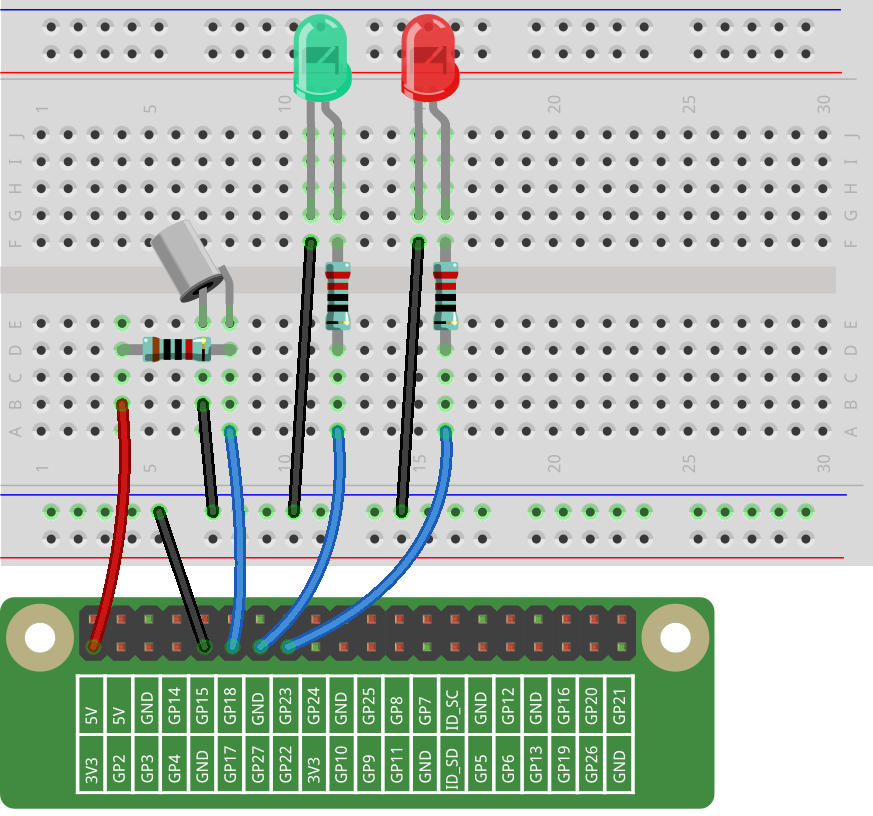 1 5 10 15 20 25 30
J J
I I
H H
G G
F F
E E
D D
C C
B B
A A
1 5 10 15 20 25 30
5V 5V GND GP14 GP15 GP18 GND GP23 GP24 GND GP25 GP8 GP7 ID_SC GND GP12 GND GP16 GP20 GP21
3V3 GP2 GP3 GP4 GND GP17 GP27 GP22 3V3 GP10 GP9 GP11 GND ID_SD GP5 GP6 GP13 GP19 GP26 GND